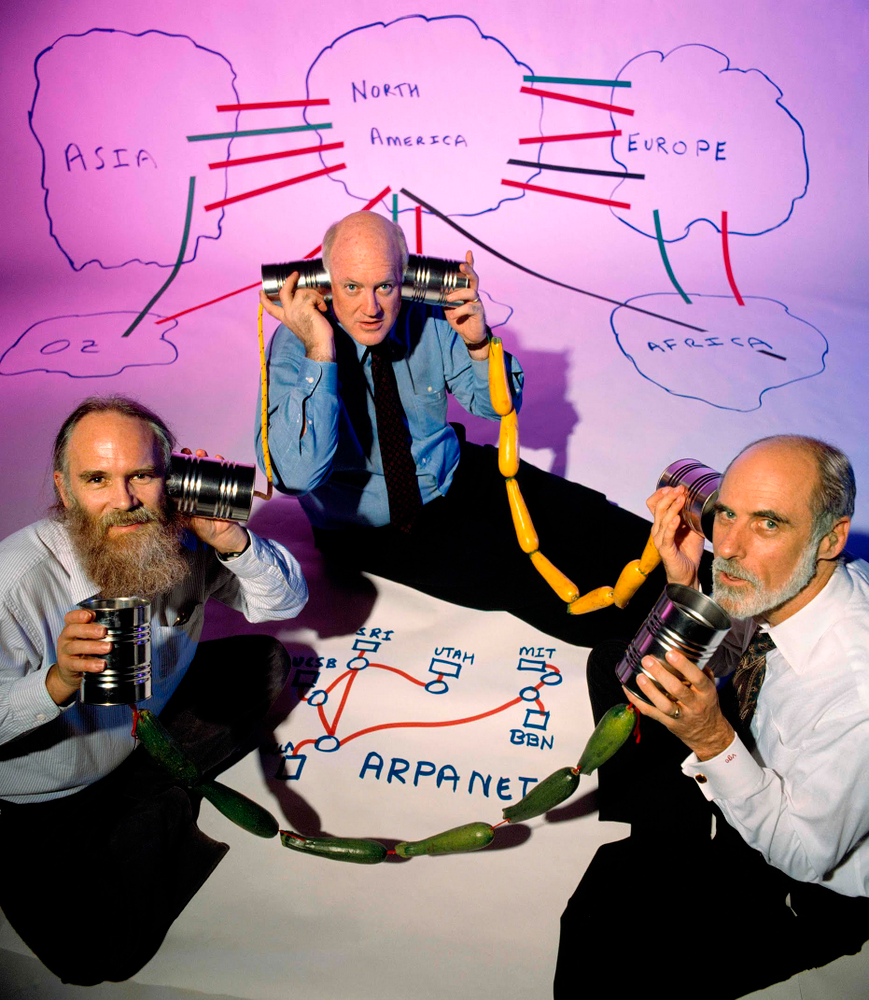 NORTH
AMERICA
ASIA
EUROPE
OZ
AFRICA
SRI
UCSB
UTAH
MIT
BBN
ARPANET